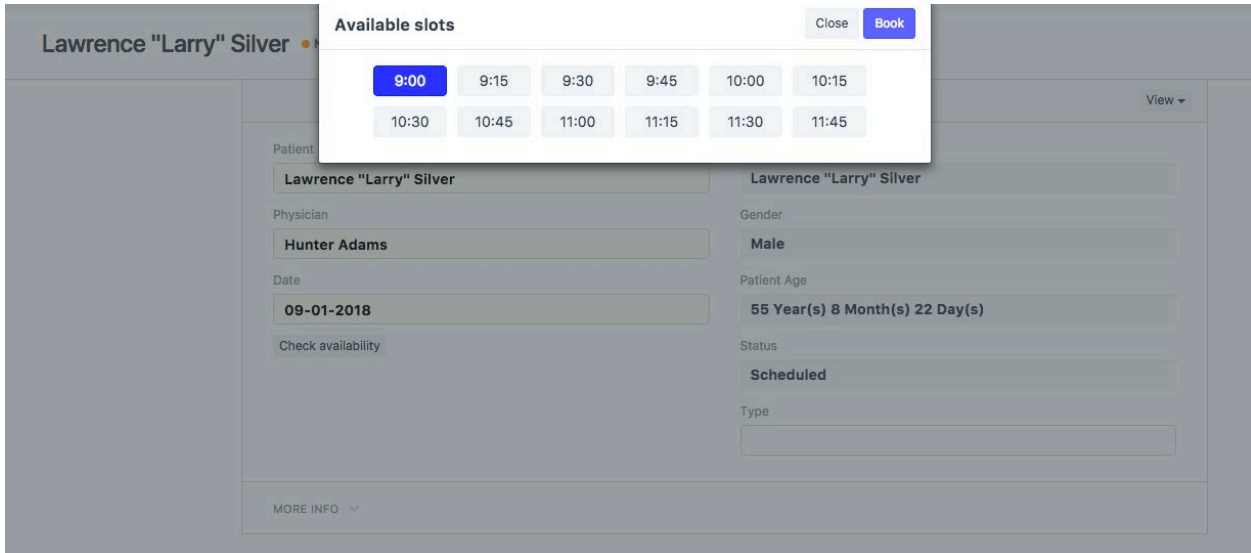 Available slots
Close
Book
Lawrence "Larry" Silver
9:00 9:15 9:30 9:45 10:00 10:15
10:30 10:45 11:00 11:15 11:30 11:45
View
Patient
Lawrence "Larry" Silver
Physician
Hunter Adams
Date
09-01-2018
Check availability
Lawrence "Larry" Silver
Gender
Male
Patient Age
55 Year(s) 8 Month(s) 22 Day(s)
Status
Scheduled
Type
MORE INFO